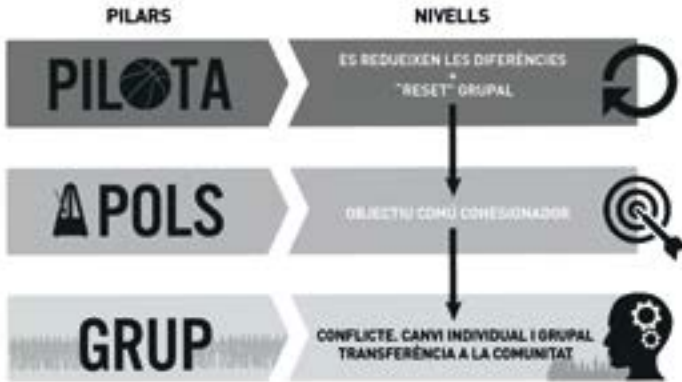 PILARS
NIVELLS
PILOTA
ES REDUEIXEN LES DIFERÈNCIES
+
"RESET" GRUPAL
POLS
OBJECTIU COMÚ COHESIONADOR
GRUP
CONFLICTE. CANVI INDIVIDUAL I GRUPAL
TRANSFERÈNCIA A LA COMUNITAT